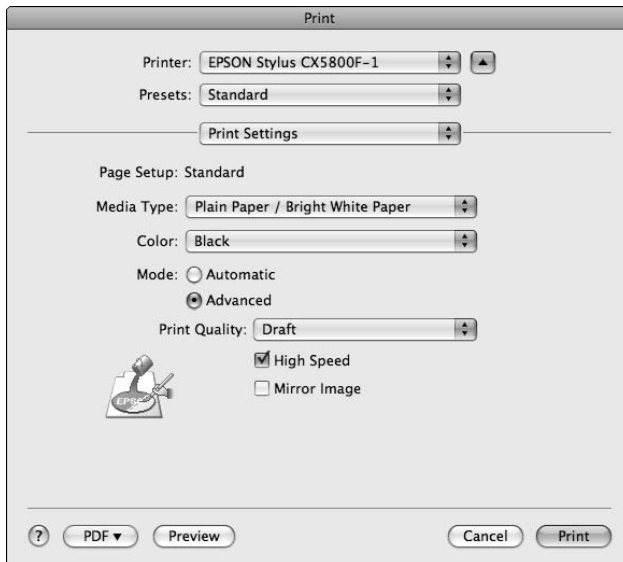 Print
Printer: EPSON Stylus CX5800F-1
Presets: Standard
Print Settings
Page Setup: Standard
Media Type: Plain Paper / Bright White Paper
Color: Black
Mode: Automatic
Advanced
Print Quality: Draft
High Speed
Mirror Image
EPSON
? PDF▼ Preview Cancel Print